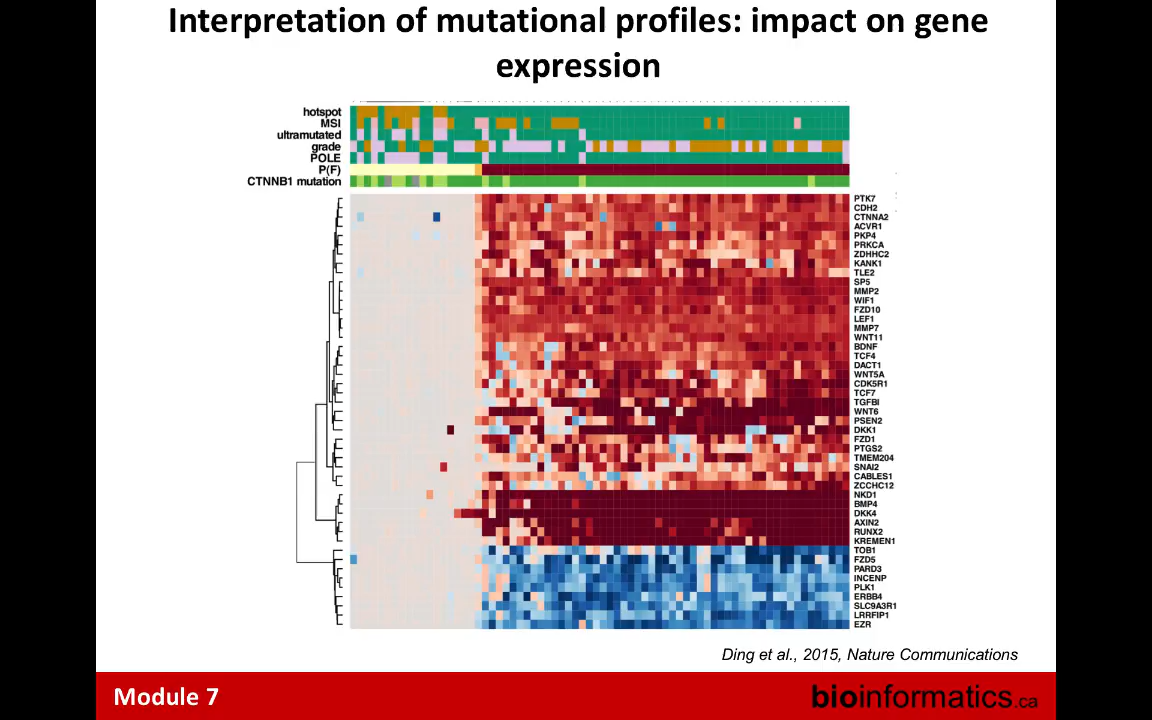 Interpretation of mutational profiles: impact on gene
expression
hotspot
MSI
ultramutated
grade
POLE
P(F)
CTNNB1 mutation
PTK7
CDH2
CTNNA2
ACVR1
PKP4
PRKCA
ZDHHC2
KANK1
TLE2
SP5
MMP2
WIF1
FZD10
LEF1
MMP7
WNT11
BDNF
TCF4
DACT1
WNT5A
CDK5R1
TCF7
TGFBI
WNT6
PSEN2
DKK1
FZD1
PTGS2
TMEM204
SNAI2
CABLES1
ZCCHC12
NKD1
BMP4
DKK4
AXIN2
RUNX2
KREMEN1
TOB1
FZD5
PARD3
INCENP
PLK1
ERBB4
SLC9A3R1
LRRFIP1
EZR
Ding et al., 2015, Nature Communications
Module 7
bioinformatics.ca